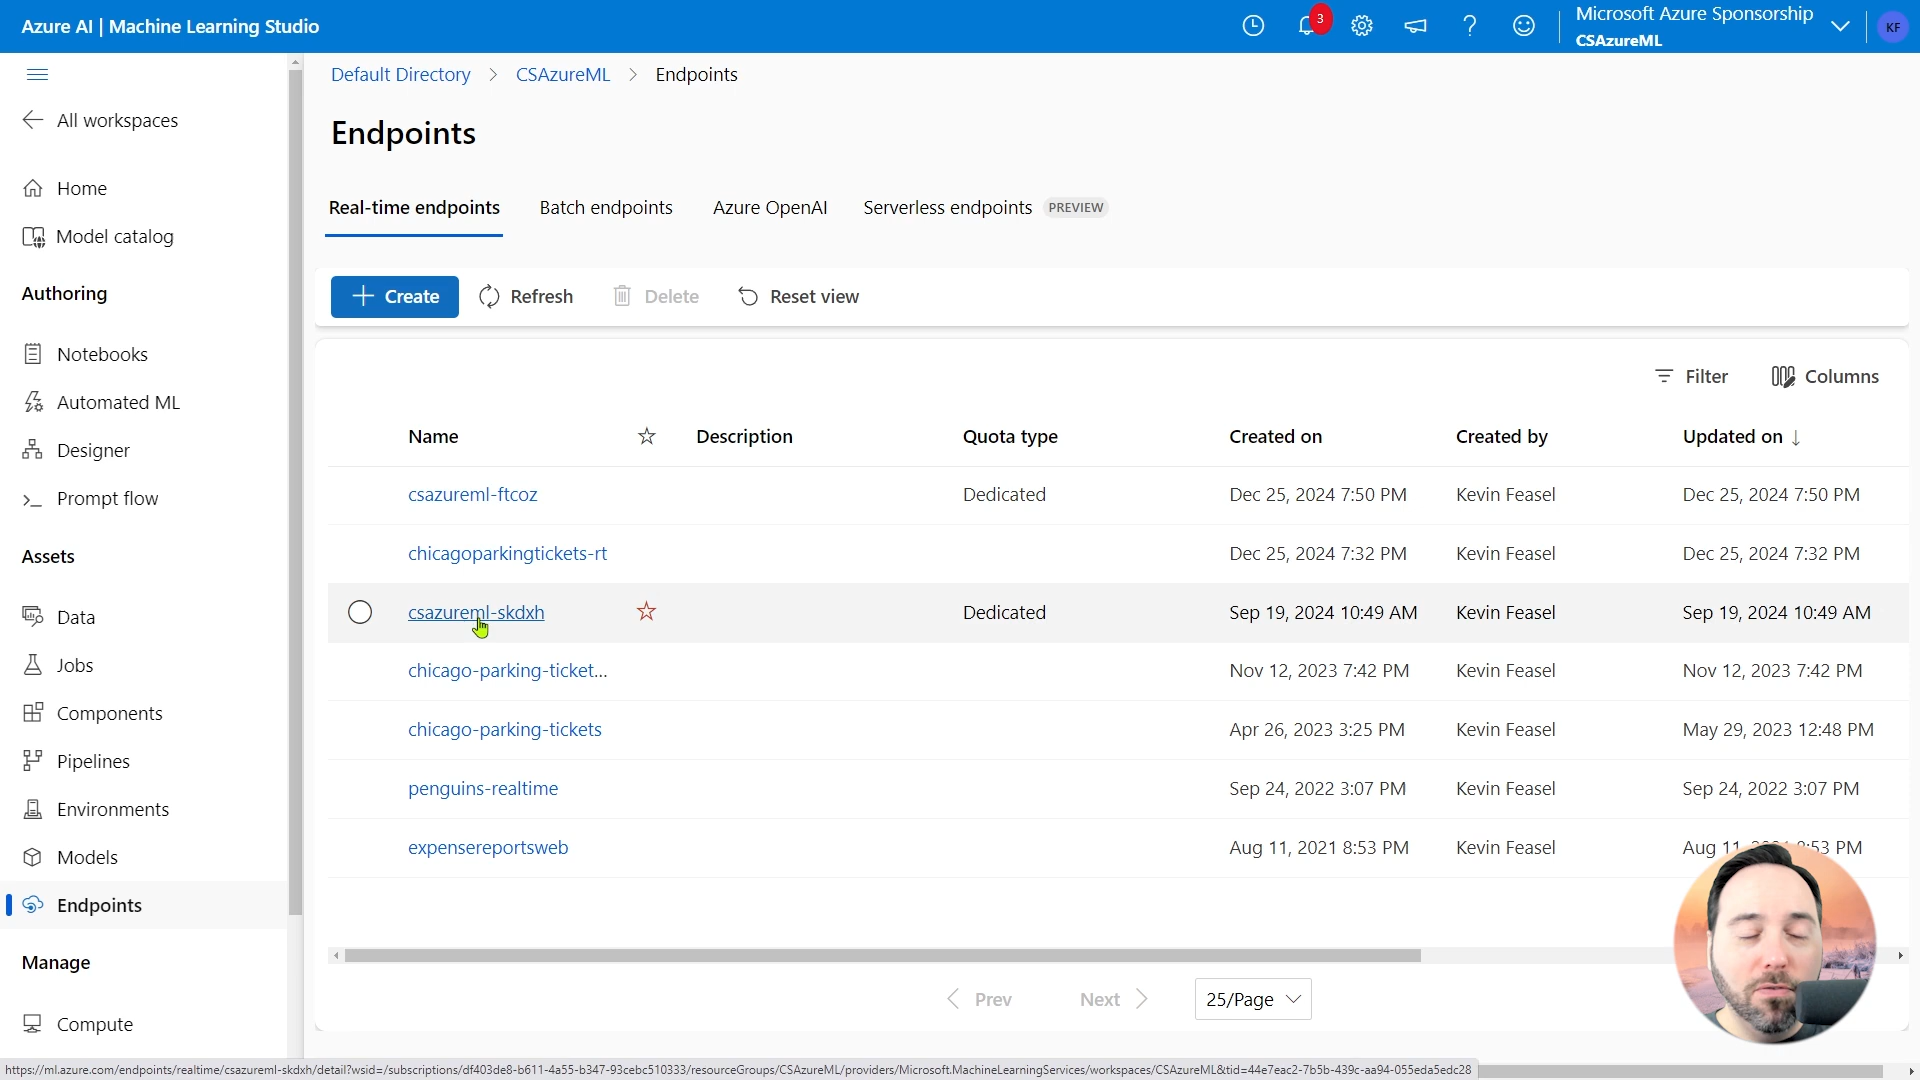 Azure AI | Machine Learning Studio
3
Microsoft Azure Sponsorship
CSAzureML
KF
All workspaces
Home
Model catalog
Authoring
Notebooks
Automated ML
Designer
Prompt flow
Assets
Data
Jobs
Components
Pipelines
Environments
Models
Endpoints
Manage
Compute
Default Directory > CSAzureML > Endpoints
Endpoints
Real-time endpoints Batch endpoints Azure OpenAI Serverless endpoints PREVIEW
Create Refresh Delete Reset view
Filter Columns
Name Description Quota type Created on Created by Updated on ↓
csazureml-ftcoz Dedicated Dec 25, 2024 7:50 PM Kevin Feasel Dec 25, 2024 7:50 PM
chicagoparkingtickets-rt Dec 25, 2024 7:32 PM Kevin Feasel Dec 25, 2024 7:32 PM
csazureml-skdxh Dedicated Sep 19, 2024 10:49 AM Kevin Feasel Sep 19, 2024 10:49 AM
chicago-parking-ticket... Nov 12, 2023 7:42 PM Kevin Feasel Nov 12, 2023 7:42 PM
chicago-parking-tickets Apr 26, 2023 3:25 PM Kevin Feasel May 29, 2023 12:48 PM
penguins-realtime Sep 24, 2022 3:07 PM Kevin Feasel Sep 24, 2022 3:07 PM
expensereportsweb Aug 11, 2021 8:53 PM Kevin Feasel Aug 11 PM
Prev Next 25/Page
https://ml.azure.com/endpoints/realtime/csazureml-skdxh/detail?wsid=/subscriptions/df403de8-b611-4a55-b347-93cebc510333/resourceGroups/CSAzureML/providers/Microsoft.MachineLearningServices/workspaces/CSAzureML&tid=44e7eac2-7b5b-439c-aa94-055eda5edc28